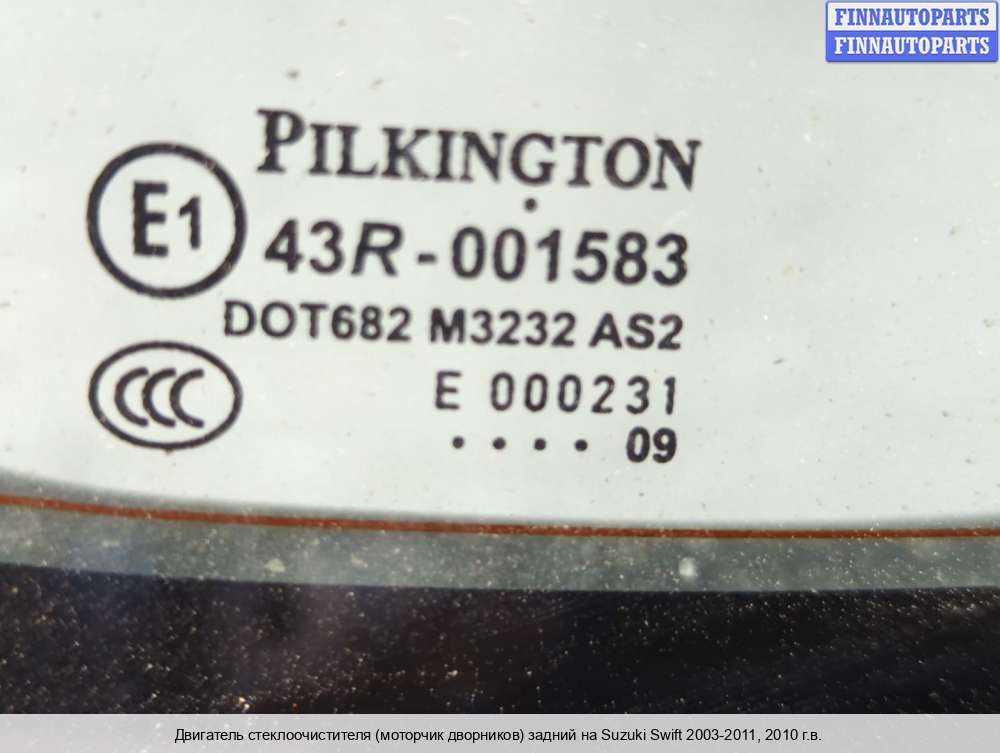 FINNAUTOPARTS
FINNAUTOPARTS
PILKINGTON
E1
43R-001583
DOT682 M3232 AS2
CCC
E 000231
.... 09
Двигатель стеклоочистителя (моторчик дворников) задний на Suzuki Swift 2003-2011, 2010 г.в.